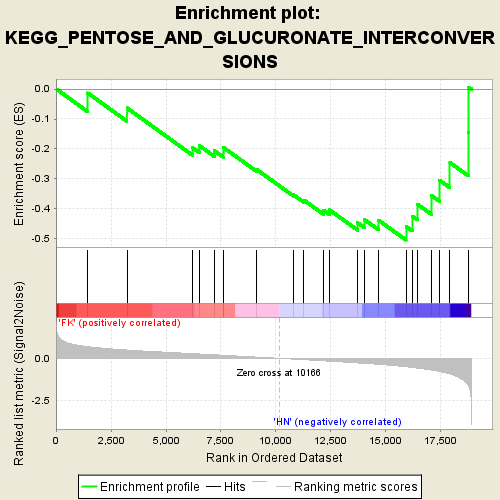 Enrichment plot:
KEGG_PENTOSE_AND_GLUCURONATE_INTERCONVER
SIONS
Enrichment score (ES)
0.0
-0.1
-0.2
-0.3
-0.4
-0.5
'FK' (positively correlated)
Ranked list metric (Signal2Noise)
0.0
-2.5
Zero cross at 10166
'HN' (negatively correlated)
0
2,500
5,000
7,500
10,000
12,500
15,000
17,500
Rank in Ordered Dataset
Enrichment profile
Hits
Ranking metric scores